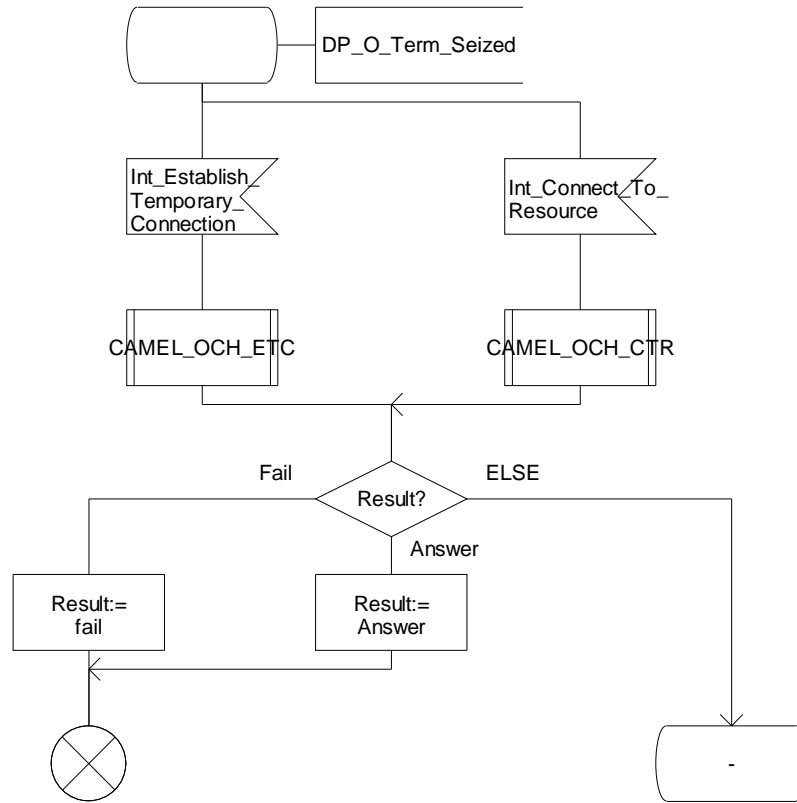 DP_O_Term_Seized
Int_Establish_
Temporary_
Connection
Int_Connect_To_
Resource
CAMEL_OCH_ETC
CAMEL_OCH_CTR
Fail
ELSE
Result?
Answer
Result:=
fail
Result:=
Answer
-